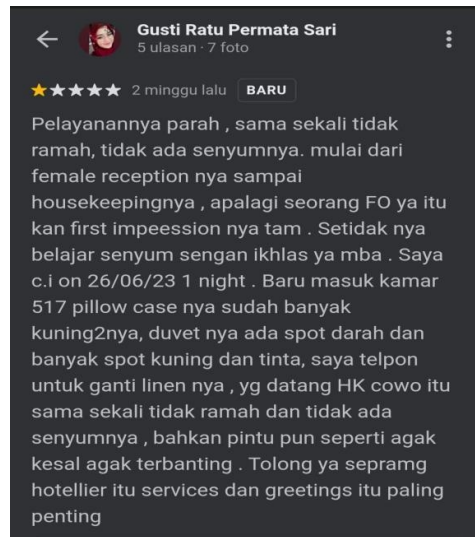 Gusti Ratu Permata Sari
5 ulasan · 7 foto
2 minggu lalu BARU
Pelayanannya parah , sama sekali tidak
ramah, tidak ada senyumnya. mulai dari
female reception nya sampai
housekeepingnya , apalagi seorang FO ya itu
kan first impeession nya tam . Setidak nya
belajar senyum sengan ikhlas ya mba . Saya
c.i on 26/06/23 1 night . Baru masuk kamar
517 pillow case nya sudah banyak
kuning2nya, duvet nya ada spot darah dan
banyak spot kuning dan tinta, saya telpon
untuk ganti linen nya , yg datang HK cowo itu
sama sekali tidak ramah dan tidak ada
senyumnya , bahkan pintu pun seperti agak
kesal agak terbanting . Tolong ya sepramg
hotellier itu services dan greetings itu paling
penting